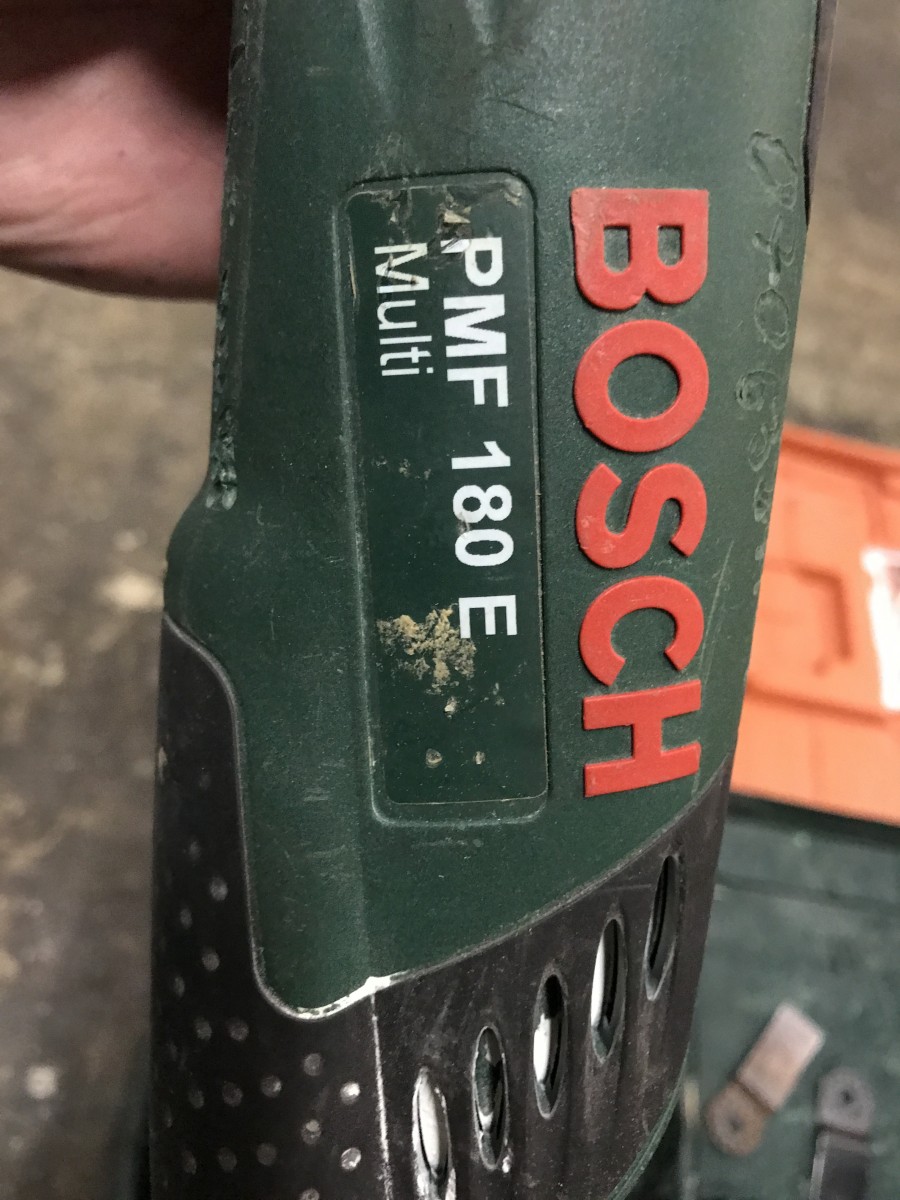 BOSCH
PMF 180 E
Multi